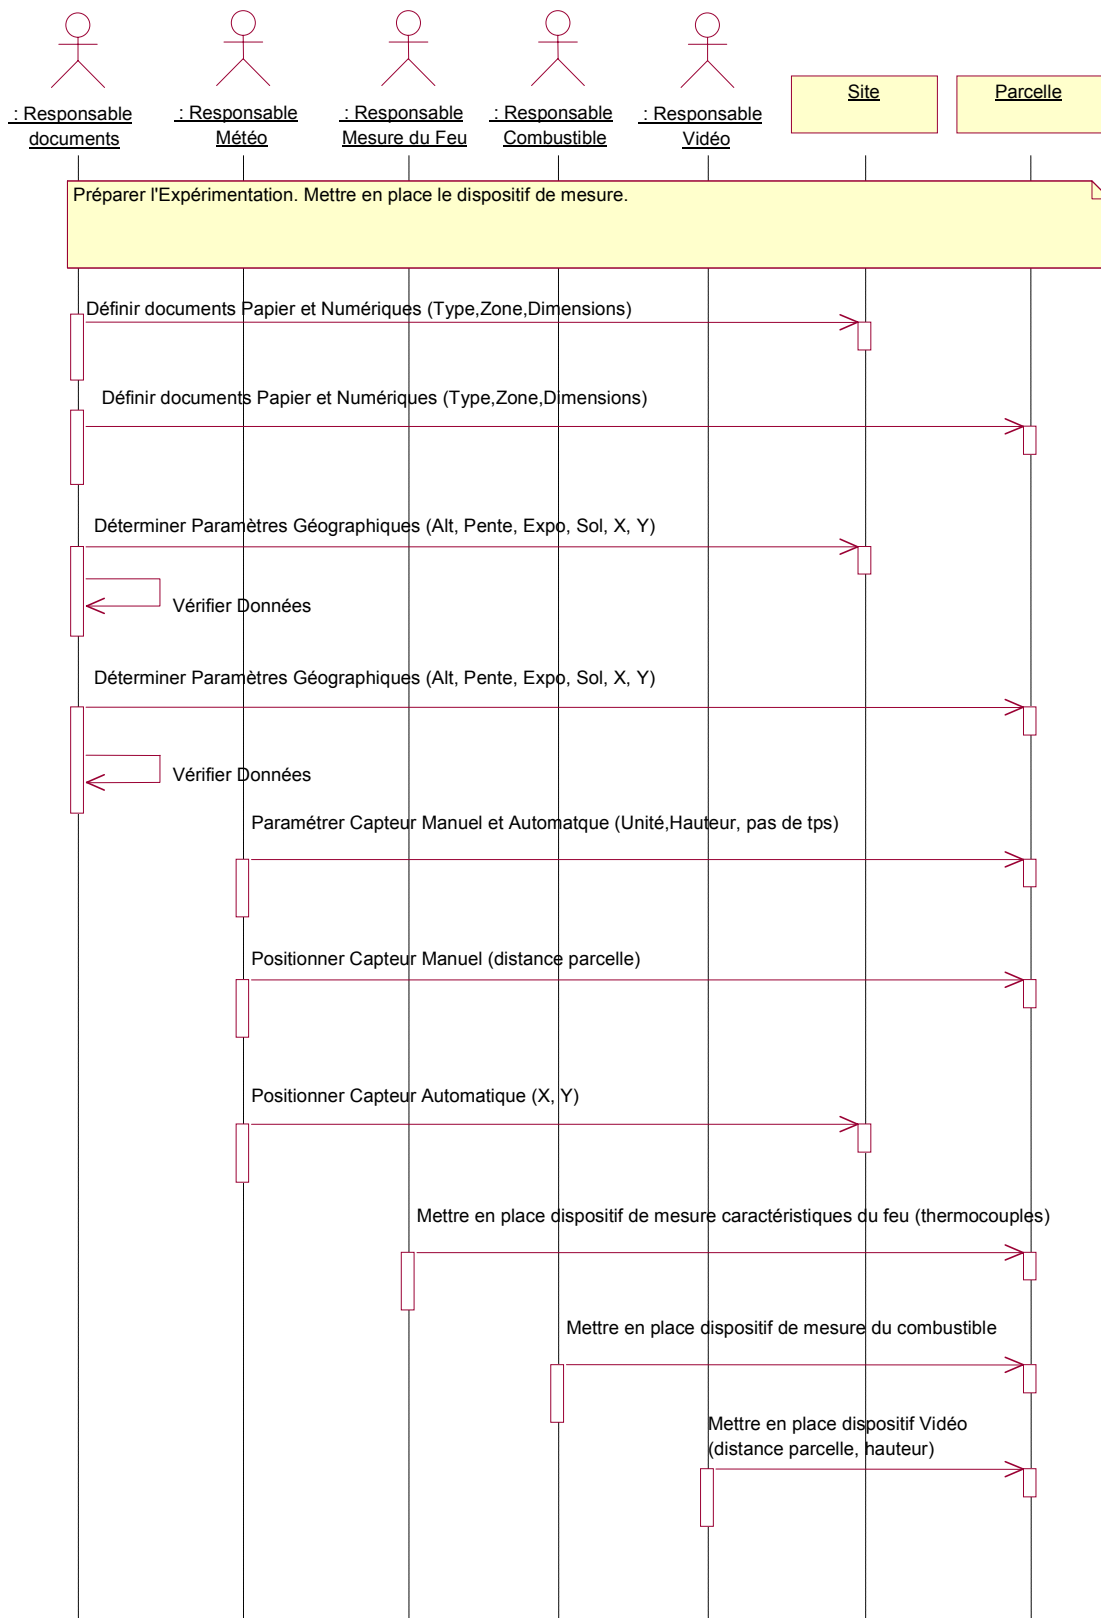 : Responsable
documents
: Responsable
Météo
: Responsable
Mesure du Feu
: Responsable
Combustible
: Responsable
Vidéo
Site
Parcelle
Préparer l'Expérimentation. Mettre en place le dispositif de mesure.
Définir documents Papier et Numériques (Type,Zone,Dimensions)
Définir documents Papier et Numériques (Type,Zone,Dimensions)
Déterminer Paramètres Géographiques (Alt, Pente, Expo, Sol, X, Y)
Vérifier Données
Déterminer Paramètres Géographiques (Alt, Pente, Expo, Sol, X, Y)
Vérifier Données
Paramétrer Capteur Manuel et Automatque (Unité,Hauteur, pas de tps)
Positionner Capteur Manuel (distance parcelle)
Positionner Capteur Automatique (X, Y)
Mettre en place dispositif de mesure caractéristiques du feu (thermocouples)
Mettre en place dispositif de mesure du combustible
Mettre en place dispositif Vidéo
(distance parcelle, hauteur)